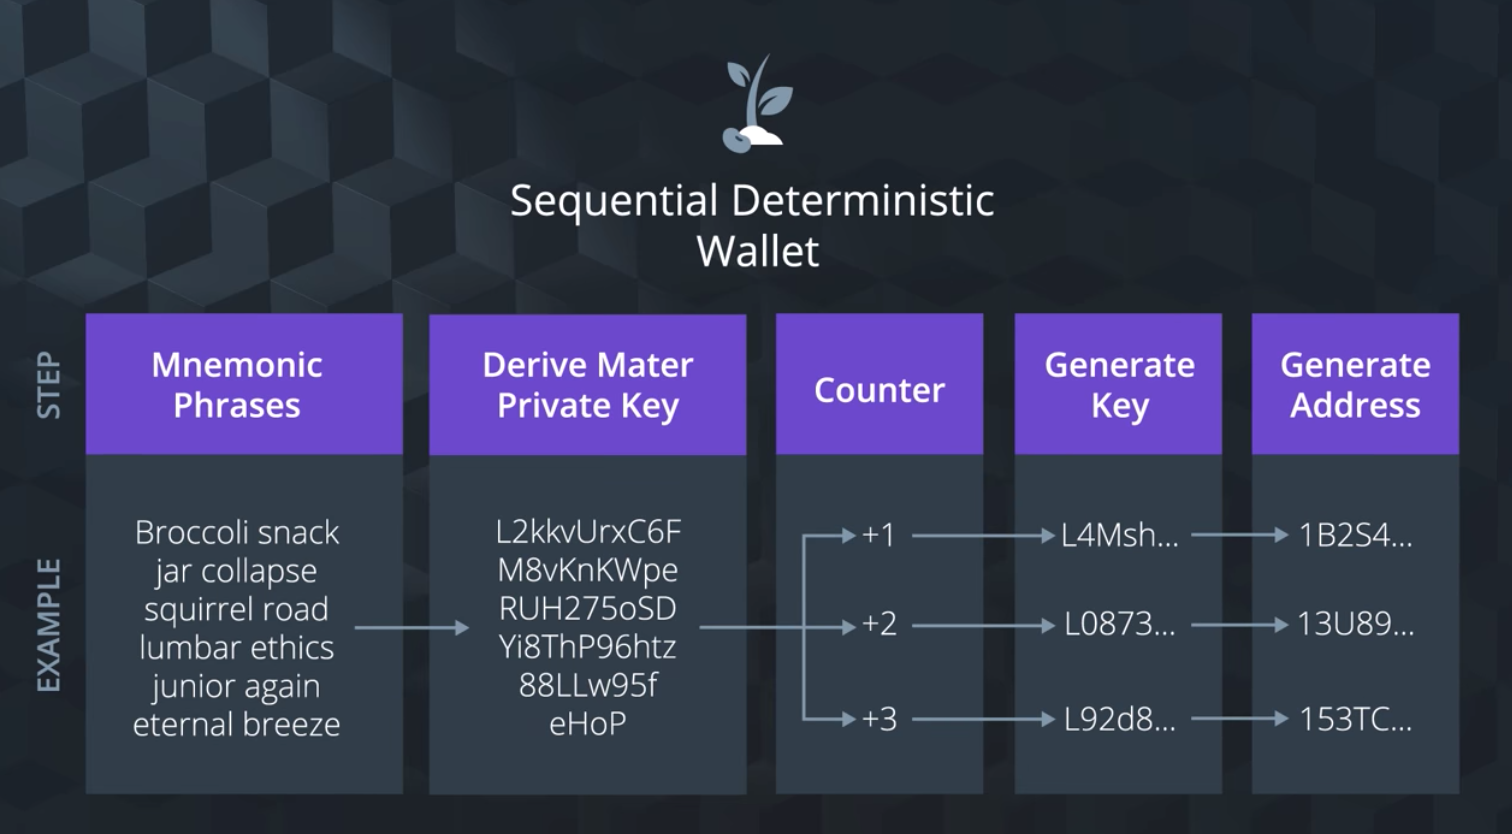 Sequential Deterministic
Wallet
STEP
Mnemonic
Phrases
Derive Mater
Private Key
Counter
Generate
Key
Generate
Address
EXAMPLE
Broccoli snack
jar collapse
squirrel road
lumbar ethics
junior again
eternal breeze
L2kkvUrxC6F
M8vKnKWpe
RUH275oSD
Yi8ThP96htz
88LLw95f
eHoP
+1
L4Msh...
1B2S4...
+2
L0873...
13U89...
+3
L92d8...
153TC...